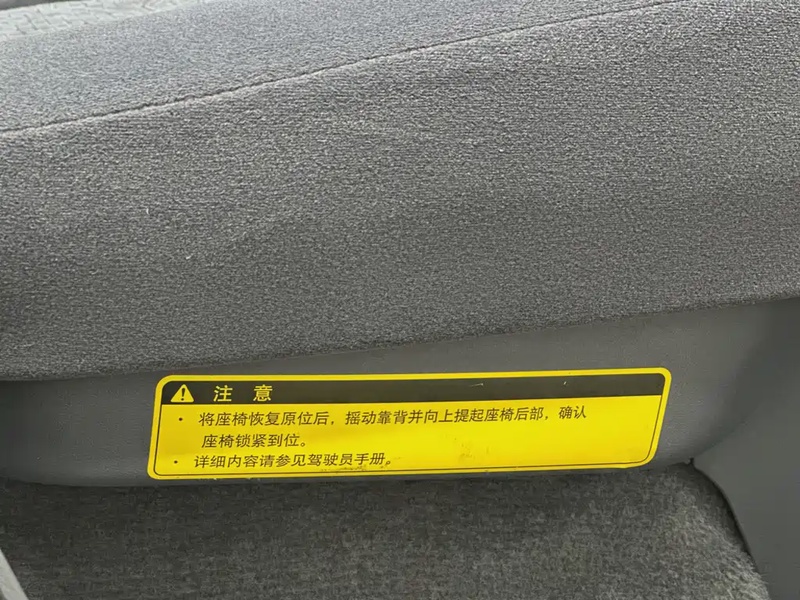 注 意
• 将座椅恢复原位后，摇动靠背并向上提起座椅后部，确认
座椅锁紧到位。
• 详细内容请参见驾驶员手册。